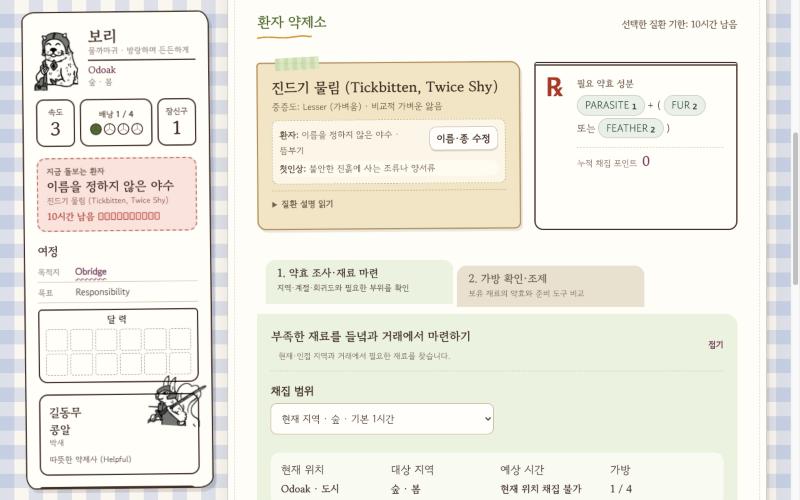 보리
물까마귀 · 방랑하며 든든하게
Odoak
숲 · 봄
속도
3
배낭 1 / 4
장신구
1
지금 돌보는 환자
이름을 정하지 않은 야수
진드기 물림 (Tickbitten, Twice Shy)
10시간 남음
여정
목적지 Obridge
목표 Responsibility
달력
길동무
콩알
박새
따뜻한 약제사 (Helpful)
환자 약제소
선택한 질환 기한: 10시간 남음
진드기 물림 (Tickbitten, Twice Shy)
중증도: Lesser (가벼움) · 비교적 가벼운 앓음
환자: 이름을 정하지 않은 야수 ·
뜸부기
이름·종 수정
첫인상: 불안한 진흙에 사는 조류나 양서류
▶ 질환 설명 읽기
℞
필요 약효 성분
PARASITE 1 + ( FUR 2
또는 FEATHER 2 )
누적 채집 포인트 0
1. 약효 조사·재료 마련
지역·계절·희귀도와 필요한 부위를 확인
2. 가방 확인·조제
보유 재료의 약효와 준비 도구 비교
부족한 재료를 들녘과 거래에서 마련하기
현재·인접 지역과 거래에서 필요한 재료를 찾습니다.
접기
채집 범위
현재 지역 · 숲 · 기본 1시간
현재 위치 대상 지역 예상 시간 가방
Odoak · 도시 숲 · 봄 현재 위치 채집 불가 1 / 4